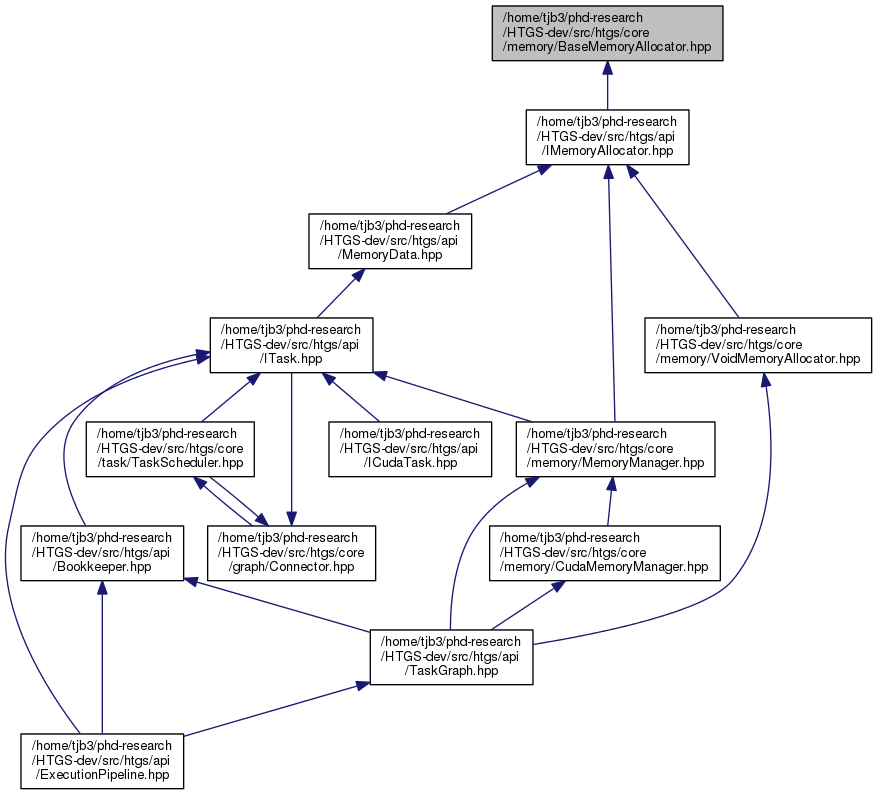 /home/tjb3/phd-research
/HTGS-dev/src/htgs/core
/memory/BaseMemoryAllocator.hpp
/home/tjb3/phd-research
/HTGS-dev/src/htgs/api
/IMemoryAllocator.hpp
/home/tjb3/phd-research
/HTGS-dev/src/htgs/api
/MemoryData.hpp
/home/tjb3/phd-research
/HTGS-dev/src/htgs/api
/ITask.hpp
/home/tjb3/phd-research
/HTGS-dev/src/htgs/core
/memory/VoidMemoryAllocator.hpp
/home/tjb3/phd-research
/HTGS-dev/src/htgs/core
/task/TaskScheduler.hpp
/home/tjb3/phd-research
/HTGS-dev/src/htgs/api
/ICudaTask.hpp
/home/tjb3/phd-research
/HTGS-dev/src/htgs/core
/memory/MemoryManager.hpp
/home/tjb3/phd-research
/HTGS-dev/src/htgs/api
/Bookkeeper.hpp
/home/tjb3/phd-research
/HTGS-dev/src/htgs/core
/graph/Connector.hpp
/home/tjb3/phd-research
/HTGS-dev/src/htgs/core
/memory/CudaMemoryManager.hpp
/home/tjb3/phd-research
/HTGS-dev/src/htgs/api
/TaskGraph.hpp
/home/tjb3/phd-research
/HTGS-dev/src/htgs/api
/ExecutionPipeline.hpp